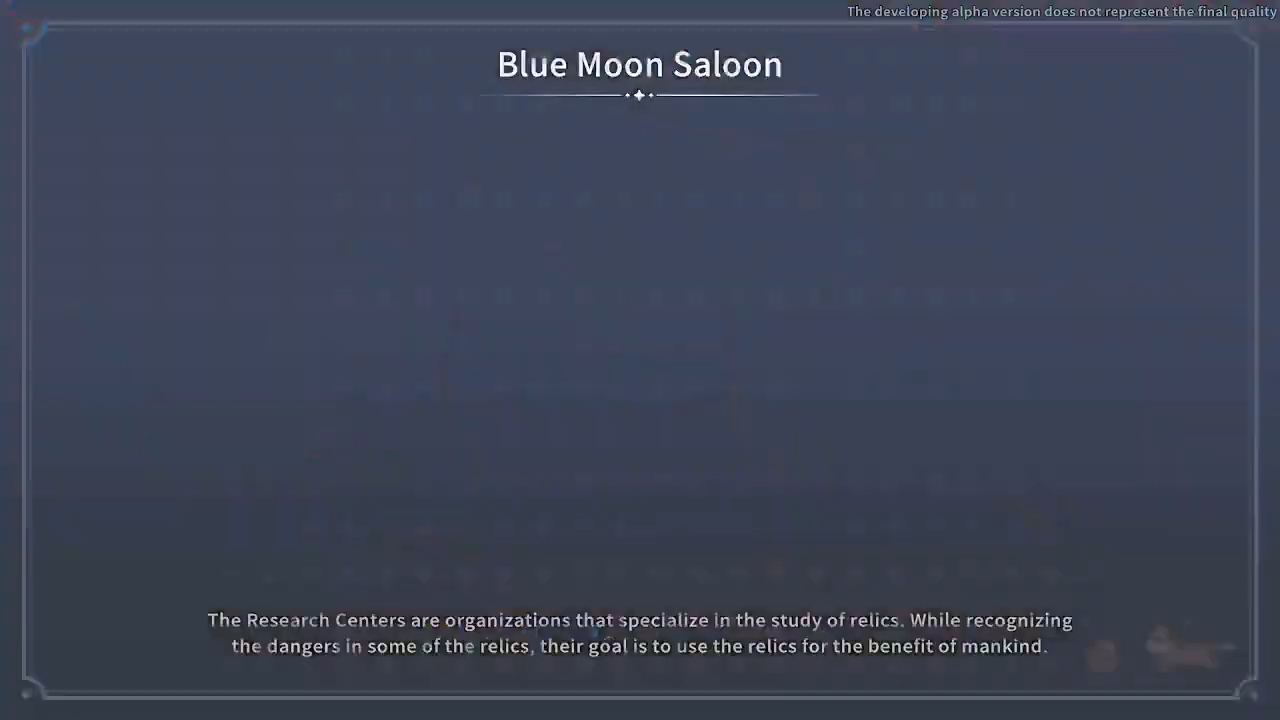 The developing alpha version does not represent the final quality
Blue Moon Saloon
The Research Centers are organizations that specialize in the study of relics. While recognizing
the dangers in some of the relics, their goal is to use the relics for the benefit of mankind.